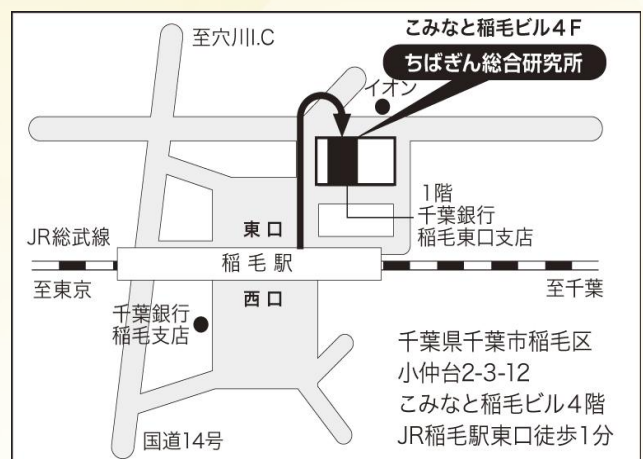 こみなと稲毛ビル4F
ちばぎん総合研究所
至穴川I.C
イオン
1階
千葉銀行
稲毛東口支店
東口
JR総武線
稲毛駅
至東京
至千葉
西口
千葉銀行
稲毛支店
国道14号
千葉県千葉市稲毛区
小仲台2-3-12
こみなと稲毛ビル4階
JR稲毛駅東口徒歩1分